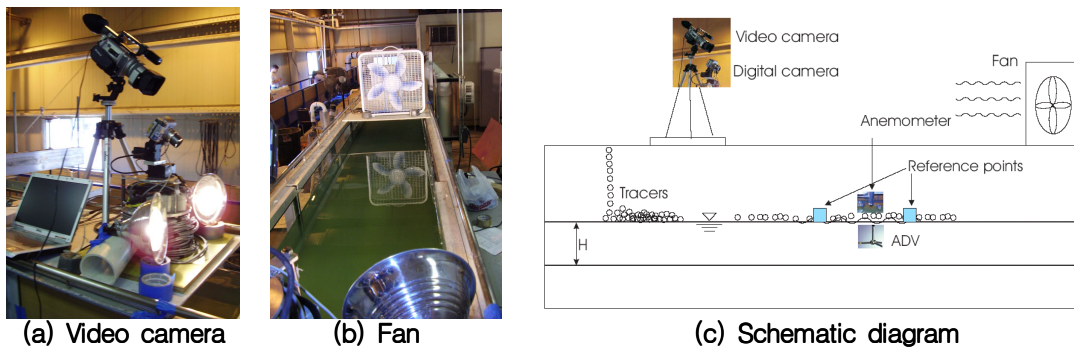 Video camera
Digital camera
Fan
Anemometer
Reference points
Tracers
H
ADV
(a) Video camera
(b) Fan
(c) Schematic diagram